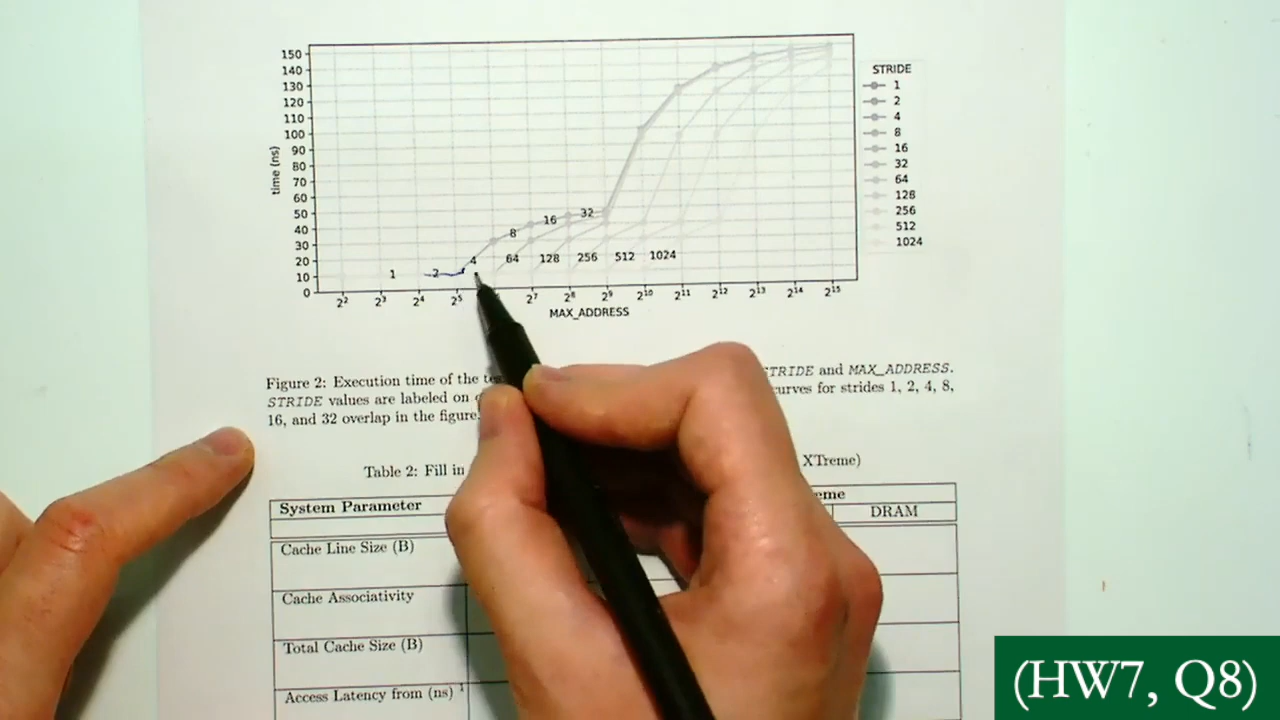 150
140
130
120
110
100
90
80
70
60
50
40
30
20
10
0
time (ns)
1
2
4
8
16
32
64
128
256
512
1024
2² 2³ 2⁴ 2⁵ 2⁷ 2⁸ 2⁹ 2¹⁰ 2¹¹ 2¹² 2¹³ 2¹⁴ 2¹⁵
MAX_ADDRESS
STRIDE
1
2
4
8
16
32
64
128
256
512
1024
Figure 2: Execution time of the STRIDE and MAX_ADDRESS.
STRIDE values are labeled on curves for strides 1, 2, 4, 8,
16, and 32 overlap in the figure.
Table 2: Fill in XTreme)
System Parameter
DRAM
Cache Line Size (B)
Cache Associativity
Total Cache Size (B)
Access Latency from (ns) ¹
(HW7, Q8)